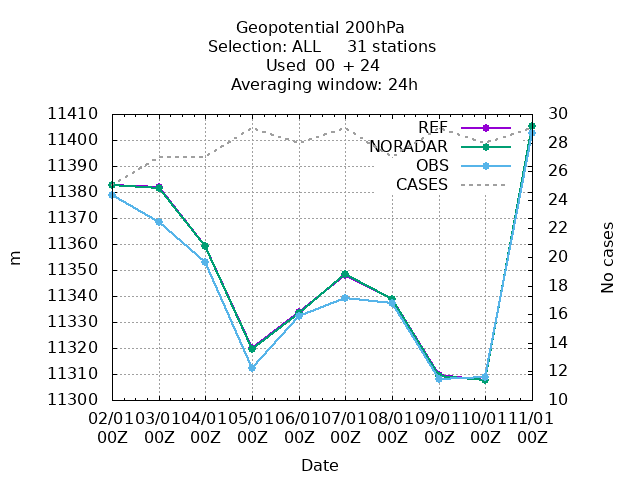 Geopotential 200hPa
Selection: ALL 31 stations
Used 00 + 24
Averaging window: 24h
11410
11400
11390
11380
11370
11360
11350
11340
11330
11320
11310
11300
m
REF
NORADAR
OBS
CASES
30
28
26
24
22
20
18
16
14
12
10
No cases
02/01 03/01 04/01 05/01 06/01 07/01 08/01 09/01 10/01 11/01
00Z 00Z 00Z 00Z 00Z 00Z 00Z 00Z 00Z 00Z
Date